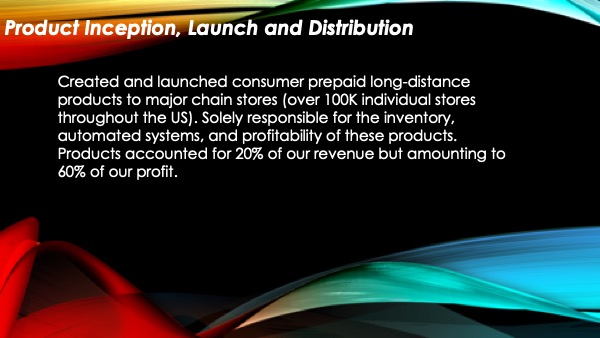 Product Inception, Launch and Distribution
Created and launched consumer prepaid long-distance
products to major chain stores (over 100K individual stores
throughout the US). Solely responsible for the inventory,
automated systems, and profitability of these products.
Products accounted for 20% of our revenue but amounting to
60% of our profit.